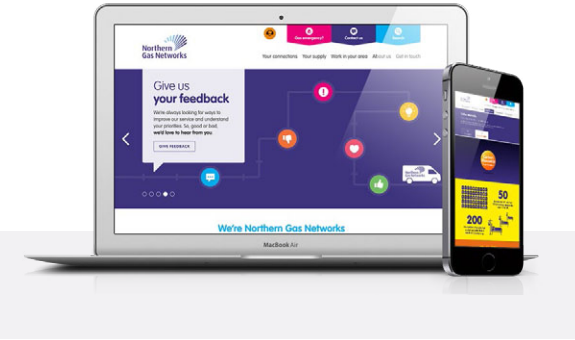 Northern
Gas Networks
Gas emergency?
Contact us
Search
Your connections Your supply Work in your area About us Get in touch
Give us
your feedback
We're always looking for ways to
improve our service and understand
your priorities. So, good or bad,
we'd love to hear from you.
GIVE FEEDBACK
Northern
Gas Networks
We're Northern Gas Networks
MacBook Air
50
200